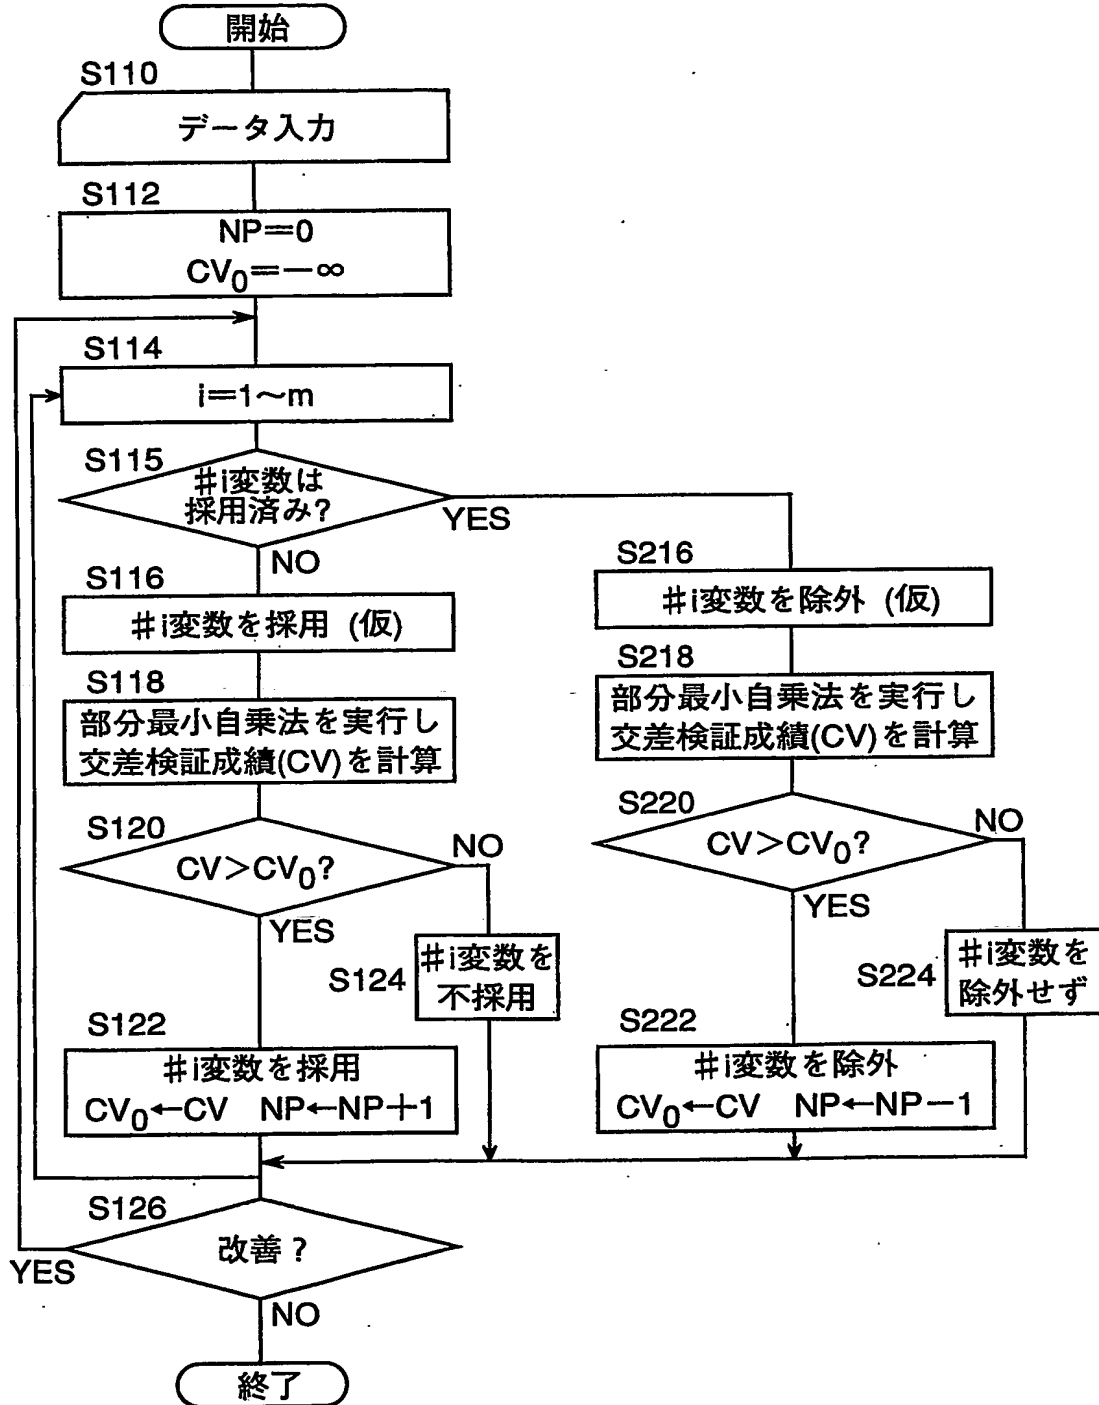 開始
S110
データ入力
S112
NP=0
CV₀=−∞
S114
i=1〜m
S115
#i変数は
採用済み?
YES
NO
S116
#i変数を採用 (仮)
S118
部分最小自乗法を実行し
交差検証成績(CV)を計算
S120
CV>CV₀?
NO
YES
S124
#i変数を
不採用
S122
#i変数を採用
CV₀←CV NP←NP+1
S216
#i変数を除外 (仮)
S218
部分最小自乗法を実行し
交差検証成績(CV)を計算
S220
CV>CV₀?
NO
YES
S224
#i変数を
除外せず
S222
#i変数を除外
CV₀←CV NP←NP−1
S126
改善?
YES
NO
終了